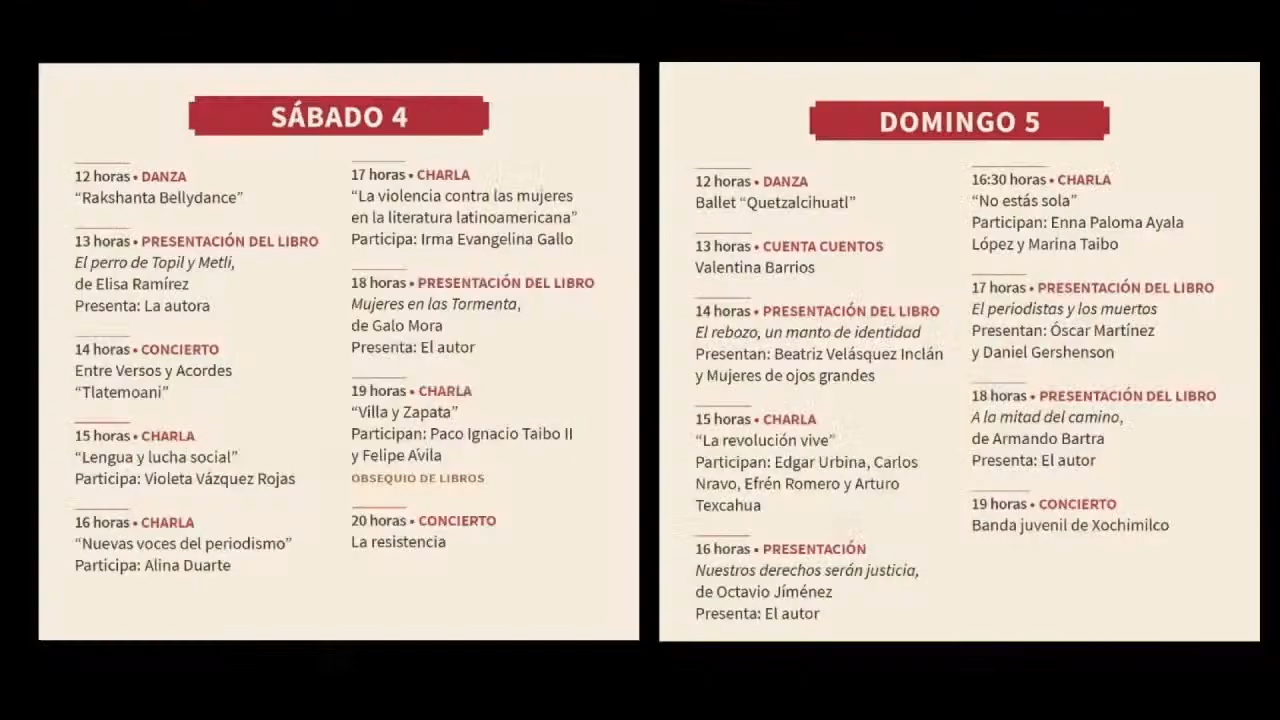 SÁBADO 4
12 horas • DANZA
“Rakshanta Bellydance”
13 horas • PRESENTACIÓN DEL LIBRO
El perro de Topil y Metli,
de Elisa Ramírez
Presenta: La autora
14 horas • CONCIERTO
Entre Versos y Acordes
“Tlatemoani”
15 horas • CHARLA
“Lengua y lucha social”
Participa: Violeta Vázquez Rojas
16 horas • CHARLA
“Nuevas voces del periodismo”
Participa: Alina Duarte
17 horas • CHARLA
“La violencia contra las mujeres
en la literatura latinoamericana”
Participa: Irma Evangelina Gallo
18 horas • PRESENTACIÓN DEL LIBRO
Mujeres en las Tormenta,
de Galo Mora
Presenta: El autor
19 horas • CHARLA
“Villa y Zapata”
Participan: Paco Ignacio Taibo II
y Felipe Ávila
OBSEQUIO DE LIBROS
20 horas • CONCIERTO
La resistencia
DOMINGO 5
12 horas • DANZA
Ballet “Quetzalcihuatl”
13 horas • CUENTA CUENTOS
Valentina Barrios
14 horas • PRESENTACIÓN DEL LIBRO
El rebozo, un manto de identidad
Presentan: Beatriz Velásquez Inclán
y Mujeres de ojos grandes
15 horas • CHARLA
“La revolución vive”
Participan: Edgar Urbina, Carlos
Nravo, Efrén Romero y Arturo
Texcahua
16 horas • PRESENTACIÓN
Nuestros derechos serán justicia,
de Octavio Jíménez
Presenta: El autor
16:30 horas • CHARLA
“No estás sola”
Participan: Enna Paloma Ayala
López y Marina Taibo
17 horas • PRESENTACIÓN DEL LIBRO
El periodistas y los muertos
Presentan: Óscar Martínez
y Daniel Gershenson
18 horas • PRESENTACIÓN DEL LIBRO
A la mitad del camino,
de Armando Bartra
Presenta: El autor
19 horas • CONCIERTO
Banda juvenil de Xochimilco